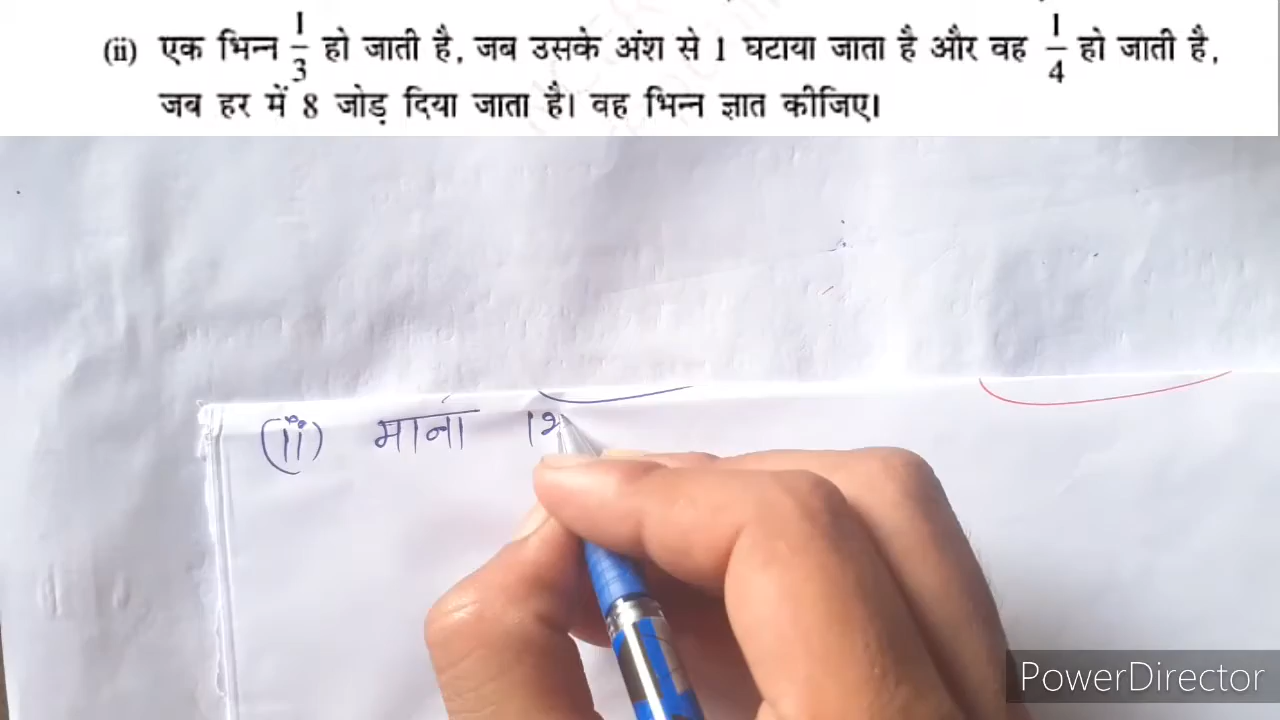 (ii) एक भिन्न 1/3 हो जाती है, जब उसके अंश से 1 घटाया जाता है और वह 1/4 हो जाती है,
जब हर में 8 जोड़ दिया जाता है। वह भिन्न ज्ञात कीजिए।
(ii) माना
PowerDirector